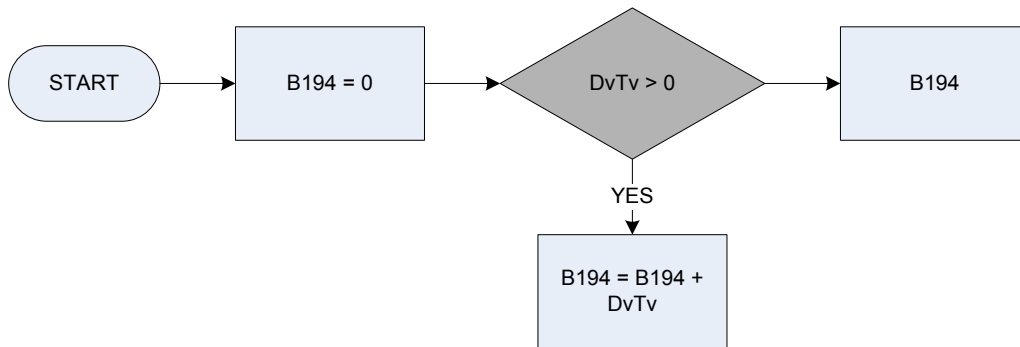 START
B194 = 0
DvTv > 0
B194
YES
B194 = B194 +
DvTv